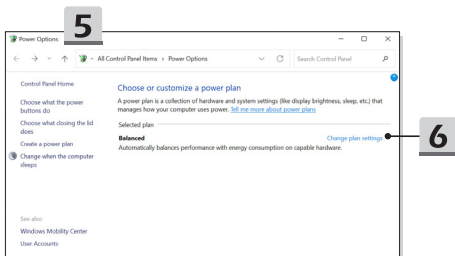 5
Power Options
All Control Panel Items > Power Options
Search Control Panel
Control Panel Home
Choose what the power
buttons do
Choose what closing the lid
does
Create a power plan
Change when the computer
sleeps
See also
Windows Mobility Center
User Accounts
Choose or customize a power plan
A power plan is a collection of hardware and system settings (like display brightness, sleep, etc.) that
manages how your computer uses power. Tell me more about power plans
Selected plan
Balanced Change plan settings
Automatically balances performance with energy consumption on capable hardware.
6